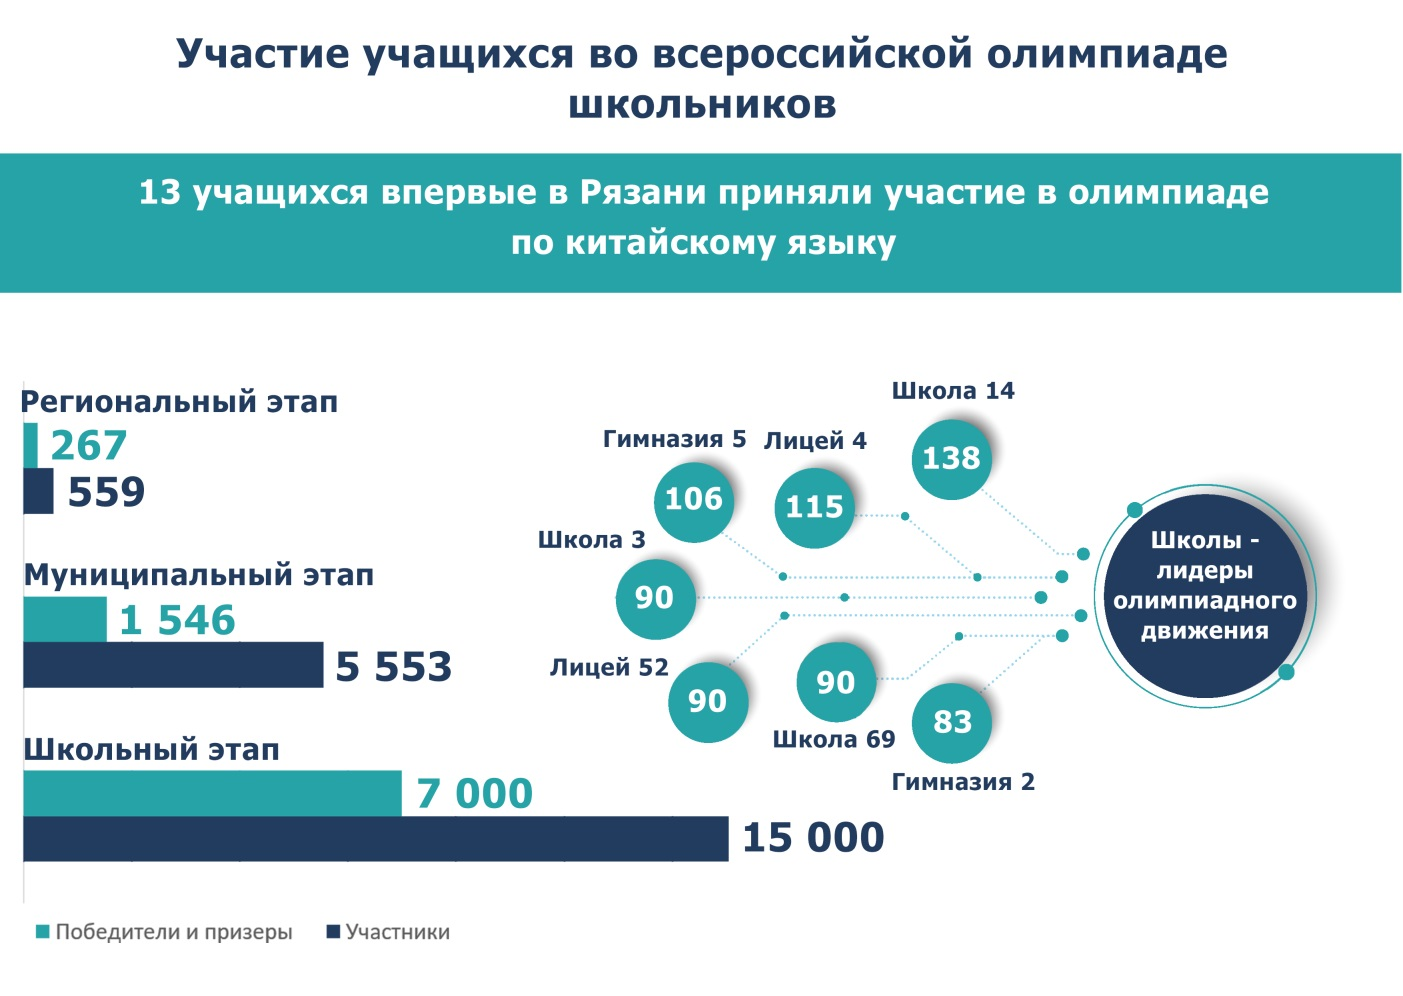 Участие учащихся во всероссийской олимпиаде
школьников
13 учащихся впервые в Рязани приняли участие в олимпиаде
по китайскому языку
Региональный этап
267
559
Муниципальный этап
1 546
5 553
Школьный этап
7 000
15 000
Победители и призеры
Участники
Школа 14
138
Лицей 4
115
Гимназия 5
106
Школа 3
90
Лицей 52
90
90
Школа 69
83
Гимназия 2
Школы -
лидеры
олимпиадного
движения